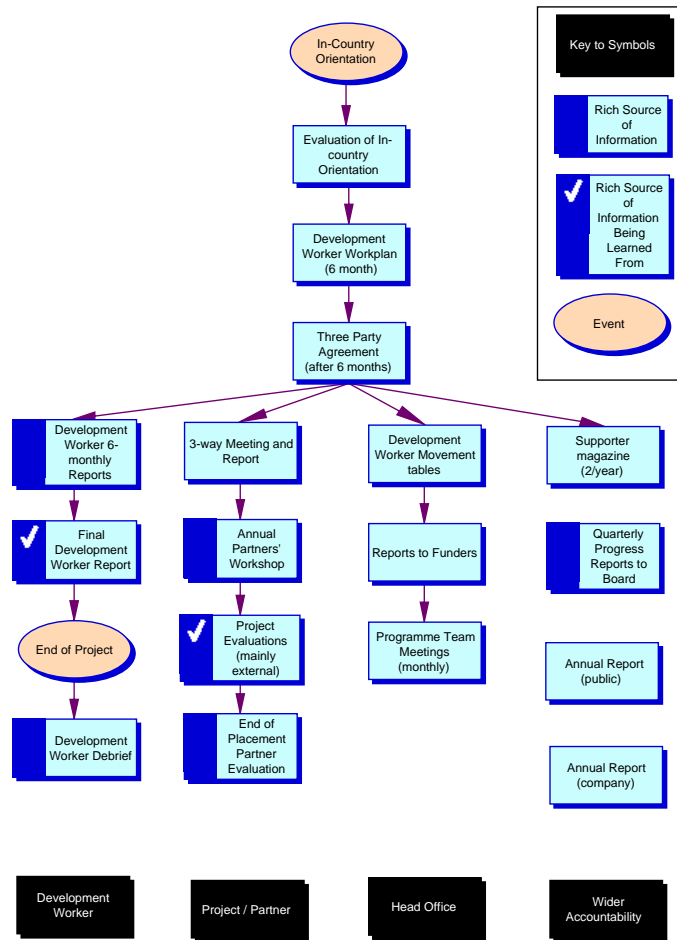 In-Country
Orientation
Evaluation of In-
country
Orientation
Development
Worker Workplan
(6 month)
Three Party
Agreement
(after 6 months)
Key to Symbols
Rich Source
of
Information
Rich Source
of
Information
Being
Learned
From
Event
Development
Worker 6-
monthly
Reports
3-way Meeting and
Report
Development
Worker Movement
tables
Supporter
magazine
(2/year)
Final
Development
Worker Report
Annual
Partners'
Workshop
Reports to Funders
Quarterly
Progress
Reports to
Board
End of Project
Project
Evaluations
(mainly
external)
Programme Team
Meetings
(monthly)
Annual Report
(public)
Development
Worker Debrief
End of
Placement
Partner
Evaluation
Annual Report
(company)
Development
Worker
Project / Partner
Head Office
Wider
Accountability